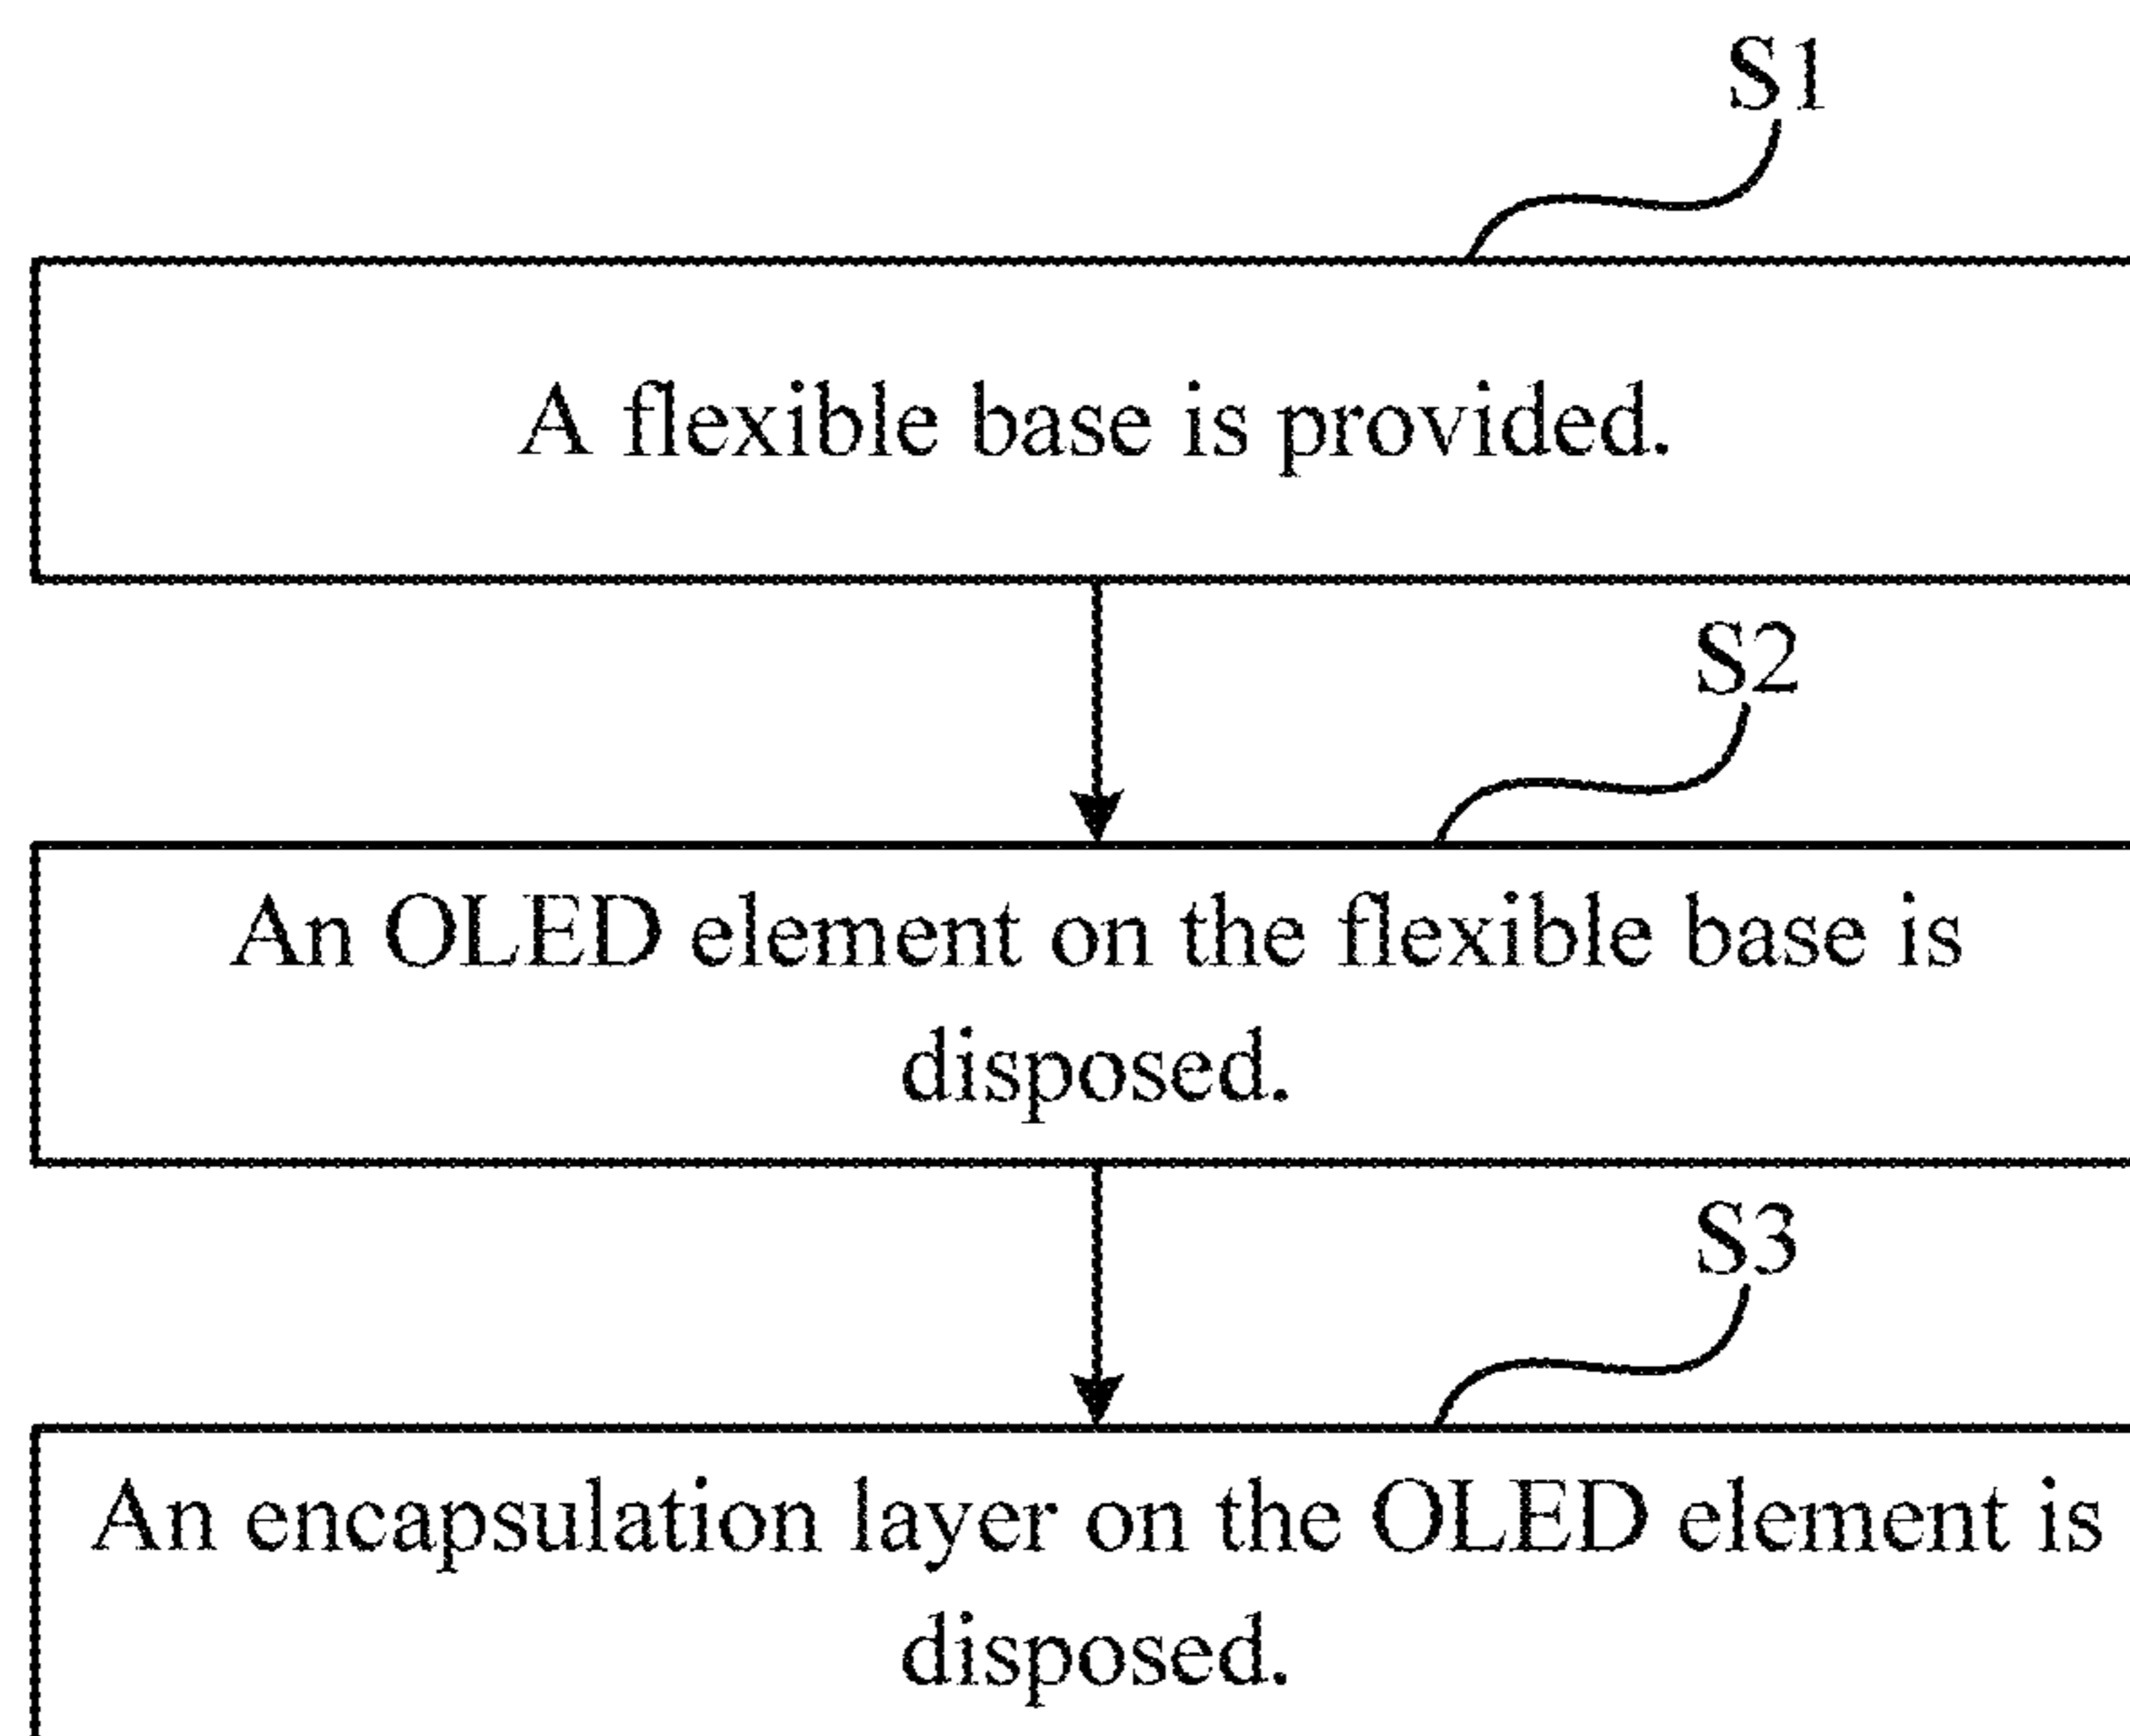 S1
A flexible base is provided.
S2
An OLED element on the flexible base is
disposed.
S3
An encapsulation layer on the OLED element is
disposed.